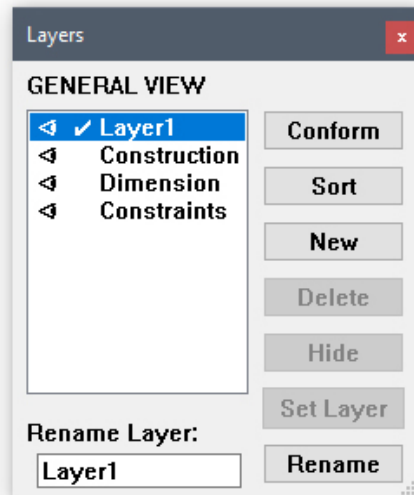 Layers
x
GENERAL VIEW
✓ Layer1
Construction
Dimension
Constraints
Conform
Sort
New
Delete
Hide
Set Layer
Rename Layer:
Layer1
Rename